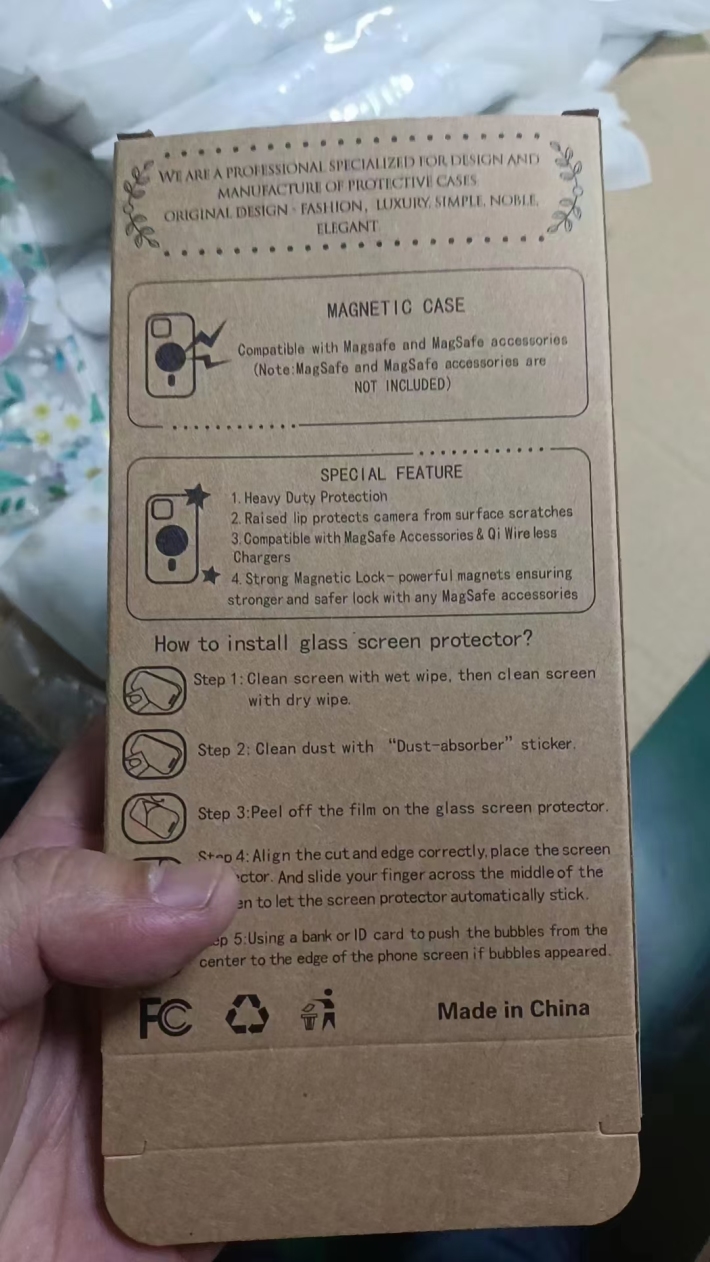 WE ARE A PROFESSIONAL SPECIALIZED FOR DESIGN AND
MANUFACTURE OF PROTECTIVE CASES
ORIGINAL DESIGN - FASHION, LUXURY, SIMPLE, NOBLE,
ELEGANT
MAGNETIC CASE
Compatible with Magsafe and MagSafe accessories
(Note:MagSafe and MagSafe accessories are
NOT INCLUDED)
SPECIAL FEATURE
1. Heavy Duty Protection
2. Raised lip protects camera from surface scratches
3. Compatible with MagSafe Accessories & Qi Wireless
Chargers
4. Strong Magnetic Lock- powerful magnets ensuring
stronger and safer lock with any MagSafe accessories
How to install glass screen protector?
Step 1: Clean screen with wet wipe, then clean screen
with dry wipe.
Step 2: Clean dust with “Dust-absorber” sticker.
Step 3:Peel off the film on the glass screen protector.
Step 4: Align the cut and edge correctly, place the screen
And slide your finger across the middle of the
to let the screen protector automatically stick.
5:Using a bank or ID card to push the bubbles from the
center to the edge of the phone screen if bubbles appeared.
FC
Made in China